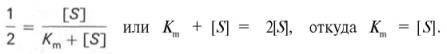 1/2 = [S] / K_m + [S] или K_m + [S] = 2[S], откуда K_m = [S].